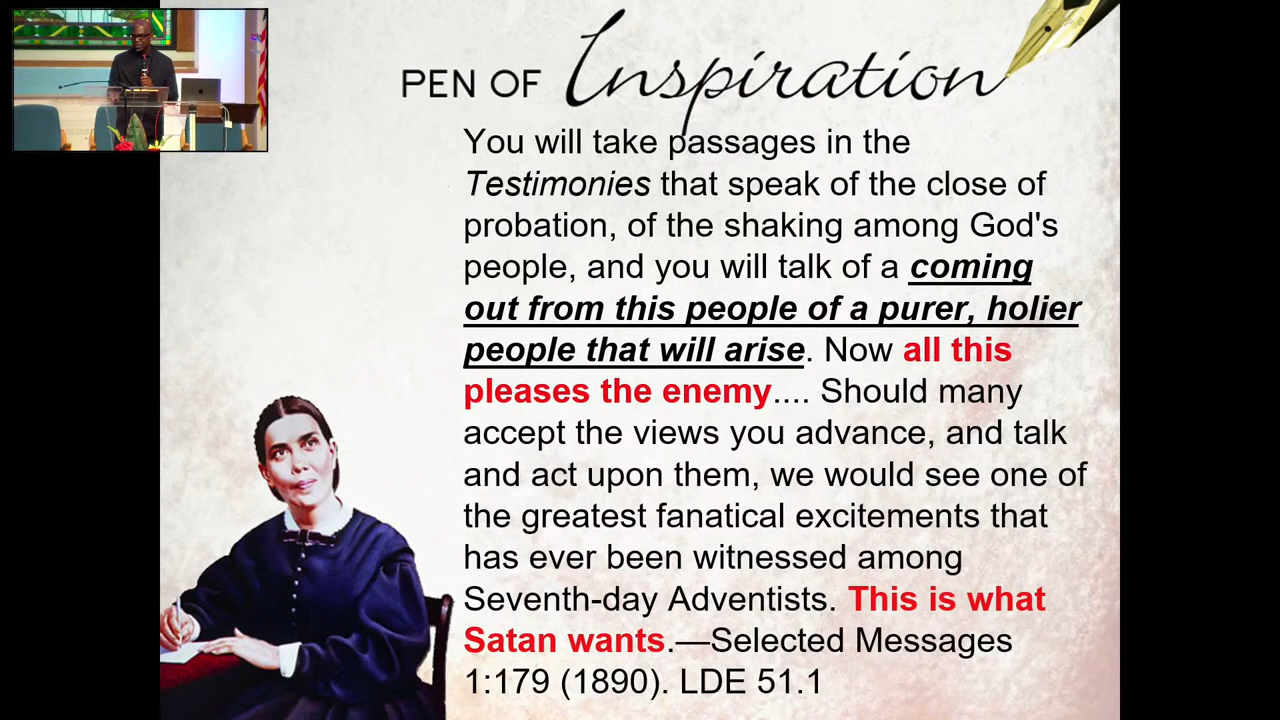 PEN OF Inspiration
You will take passages in the
Testimonies that speak of the close of
probation, of the shaking among God's
people, and you will talk of a coming
out from this people of a purer, holier
people that will arise. Now all this
pleases the enemy.... Should many
accept the views you advance, and talk
and act upon them, we would see one of
the greatest fanatical excitements that
has ever been witnessed among
Seventh-day Adventists. This is what
Satan wants.—Selected Messages
1:179 (1890). LDE 51.1